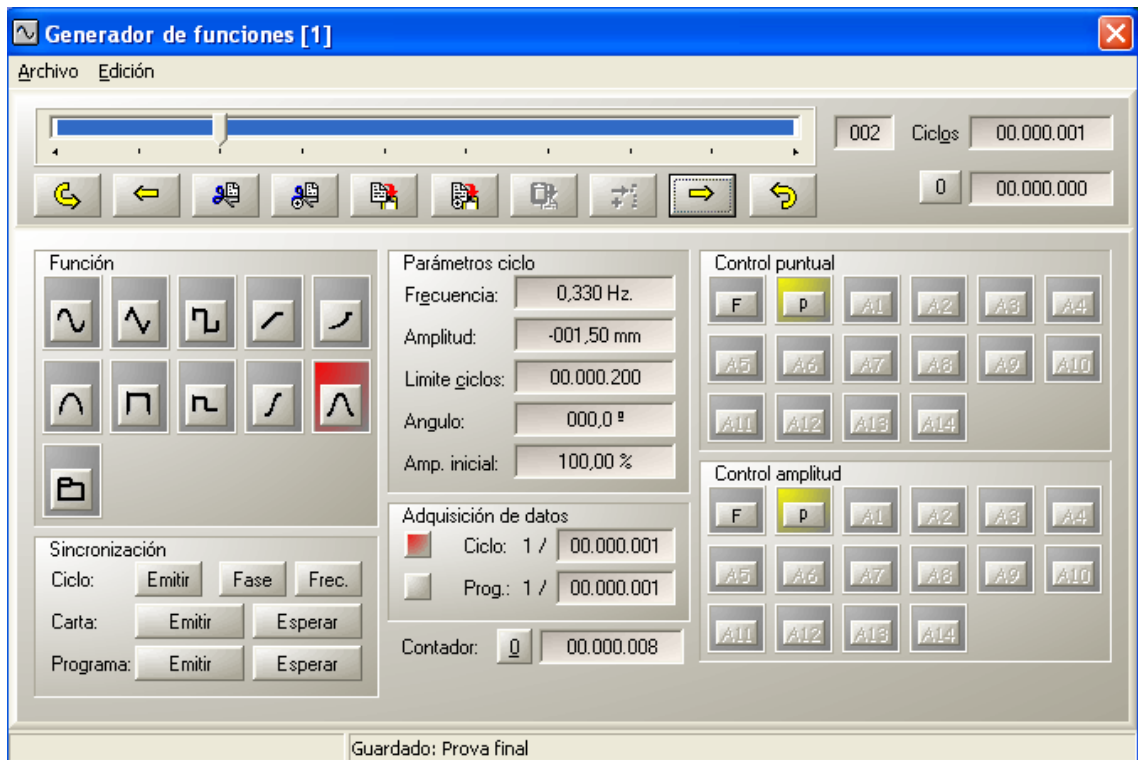 Generador de funciones [1]
Archivo Edición
002 Ciclos 00.000.001
0 00.000.000
Función
Parámetros ciclo
Frecuencia: 0,330 Hz.
Amplitud: -001,50 mm
Limite ciclos: 00.000.200
Angulo: 000,0 º
Amp. inicial: 100,00 %
Control puntual
F P A1 A2 A3 A4
A5 A6 A7 A8 A9 A10
A11 A12 A13 A14
Control amplitud
F P A1 A2 A3 A4
A5 A6 A7 A8 A9 A10
A11 A12 A13 A14
Adquisición de datos
Ciclo: 1 / 00.000.001
Prog.: 1 / 00.000.001
Contador: 0 00.000.008
Sincronización
Ciclo: Emitir Fase Frec.
Carta: Emitir Esperar
Programa: Emitir Esperar
Guardado: Prova final